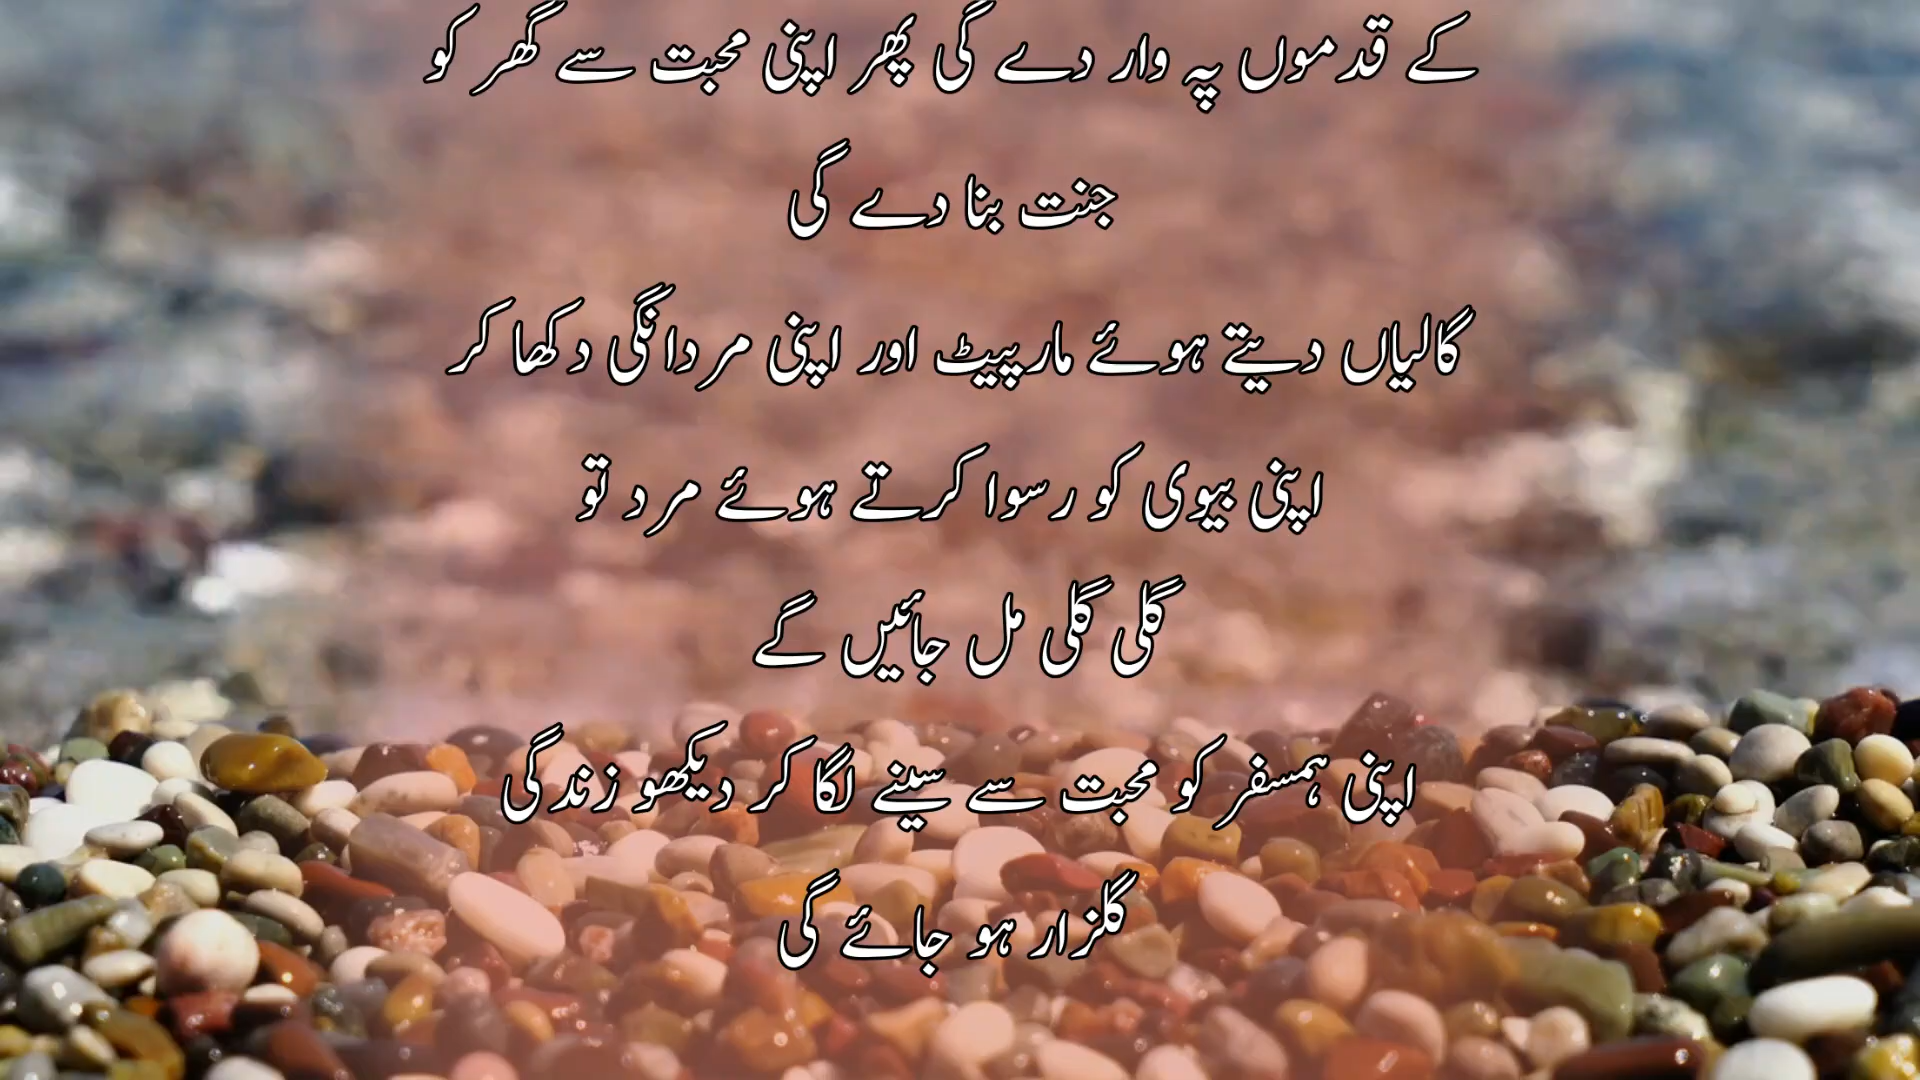 کے قدموں پہ وار دے گی پھر اپنی محبت سے گھر کو
جنت بنا دے گی
گالیاں دیتے ہوئے مارپیٹ اور اپنی مردانگی دکھا کر
اپنی بیوی کو رسوا کرتے ہوئے مرد تو
گلی گلی مل جائیں گے
اپنی ہمسفر کو محبت سے سینے لگا کر دیکھو زندگی
گلزار ہو جائے گی